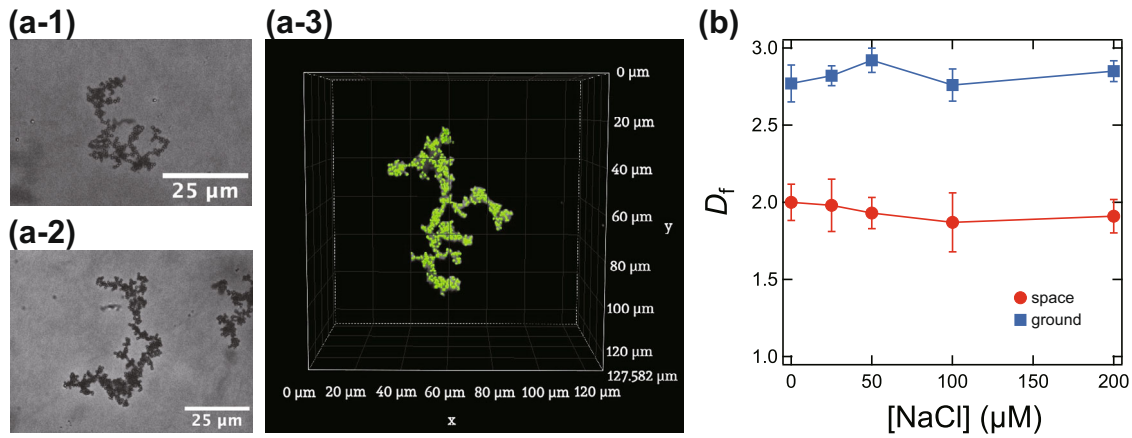 (a-1)
25 µm
(a-2)
25 µm
(a-3)
0 µm
20 µm
40 µm
60 µm
y
80 µm
100 µm
120 µm
127.582 µm
0 µm 20 µm 40 µm 60 µm 80 µm 100 µm 120 µm
x
(b)
3.0
2.5
2.0
1.5
1.0
Df
space
ground
0 50 100 150 200
[NaCl] (µM)